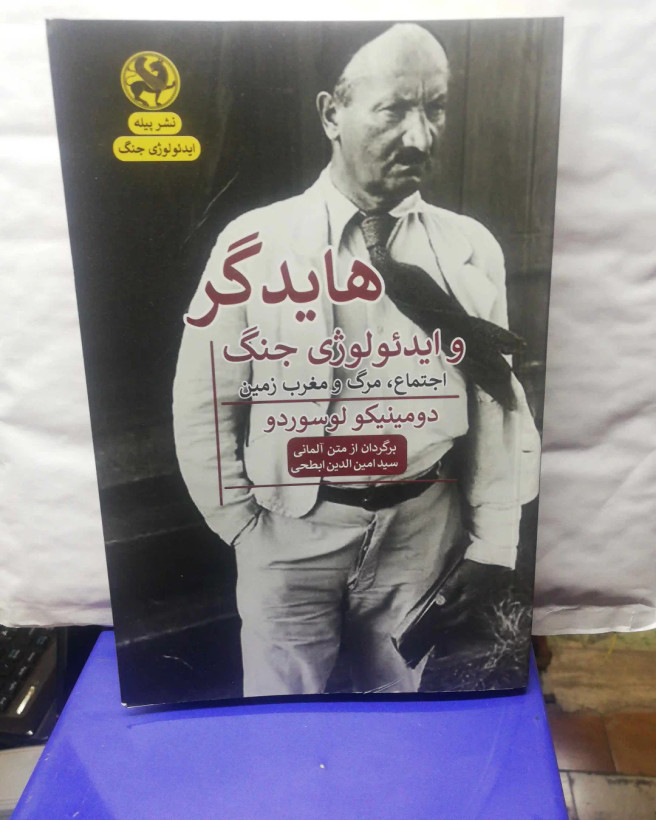 نشر پیله
ایدئولوژی جنگ
هایدگر
و ایدئولوژی جنگ
اجتماع، مرگ و مغرب زمین
دومینیکو لوسوردو
برگردان از متن آلمانی
سید امین الدین ابطحی